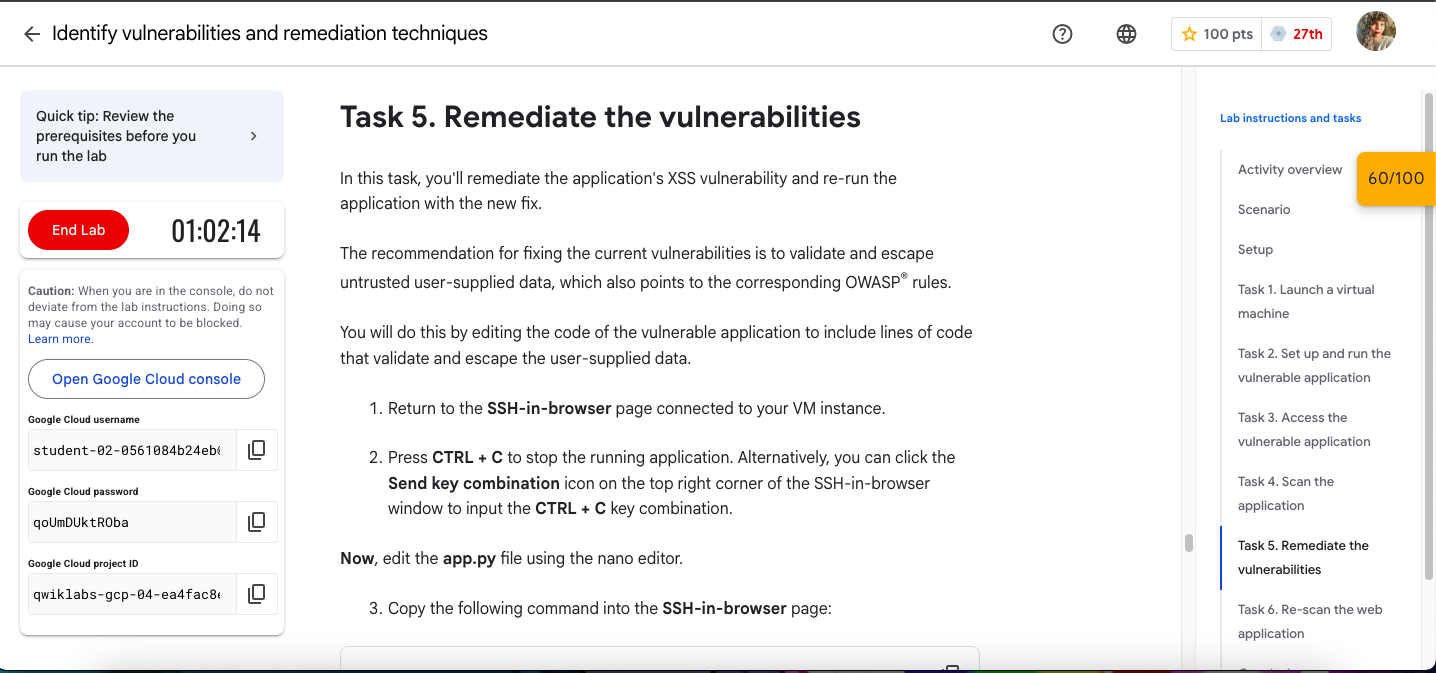 Identify vulnerabilities and remediation techniques
100 pts
27th
Quick tip: Review the
prerequisites before you
run the lab
End Lab
01:02:14
Caution: When you are in the console, do not
deviate from the lab instructions. Doing so
may cause your account to be blocked.
Learn more.
Open Google Cloud console
Google Cloud username
student-02-0561084b24eb
Google Cloud password
qoUmDUktROba
Google Cloud project ID
qwiklabs-gcp-04-ea4fac8
Task 5. Remediate the vulnerabilities
In this task, you'll remediate the application's XSS vulnerability and re-run the
application with the new fix.
The recommendation for fixing the current vulnerabilities is to validate and escape
untrusted user-supplied data, which also points to the corresponding OWASP® rules.
You will do this by editing the code of the vulnerable application to include lines of code
that validate and escape the user-supplied data.
1. Return to the SSH-in-browser page connected to your VM instance.
2. Press CTRL + C to stop the running application. Alternatively, you can click the
Send key combination icon on the top right corner of the SSH-in-browser
window to input the CTRL + C key combination.
Now, edit the app.py file using the nano editor.
3. Copy the following command into the SSH-in-browser page:
Lab instructions and tasks
Activity overview
60/100
Scenario
Setup
Task 1. Launch a virtual
machine
Task 2. Set up and run the
vulnerable application
Task 3. Access the
vulnerable application
Task 4. Scan the
application
Task 5. Remediate the
vulnerabilities
Task 6. Re-scan the web
application